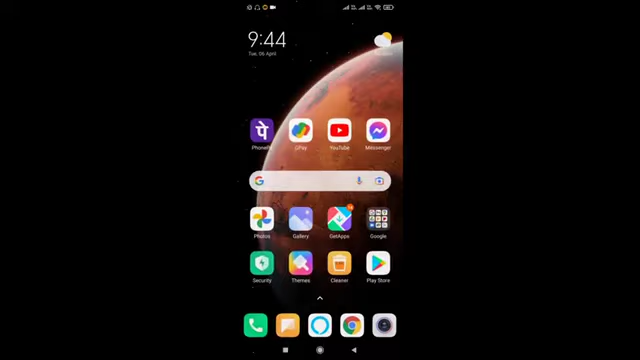 9:44
Tue, 06 April
पे
PhonePe
GPay
YouTube
Messenger
G
Photos
Gallery
GetApps
Google
Security
Themes
Cleaner
Play Store